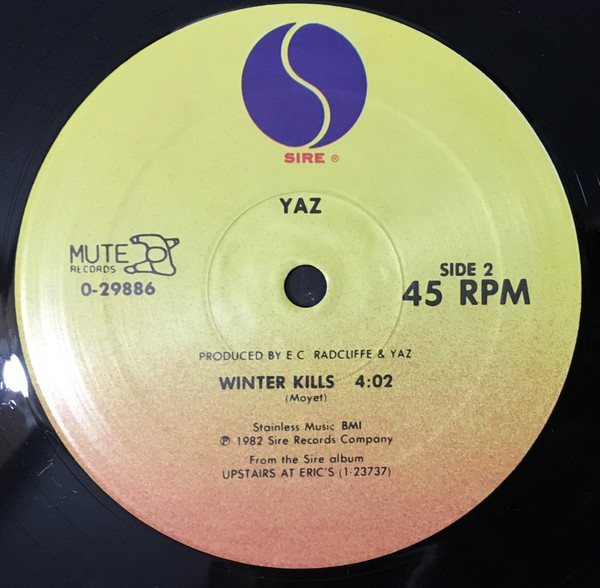 SIRE ®
YAZ
MUTE
RECORDS
0-29886
SIDE 2
45 RPM
PRODUCED BY E C RADCLIFFE & YAZ
WINTER KILLS 4:02
(Moyet)
Stainless Music BMI
℗ 1982 Sire Records Company
From the Sire album
UPSTAIRS AT ERIC'S (1-23737)